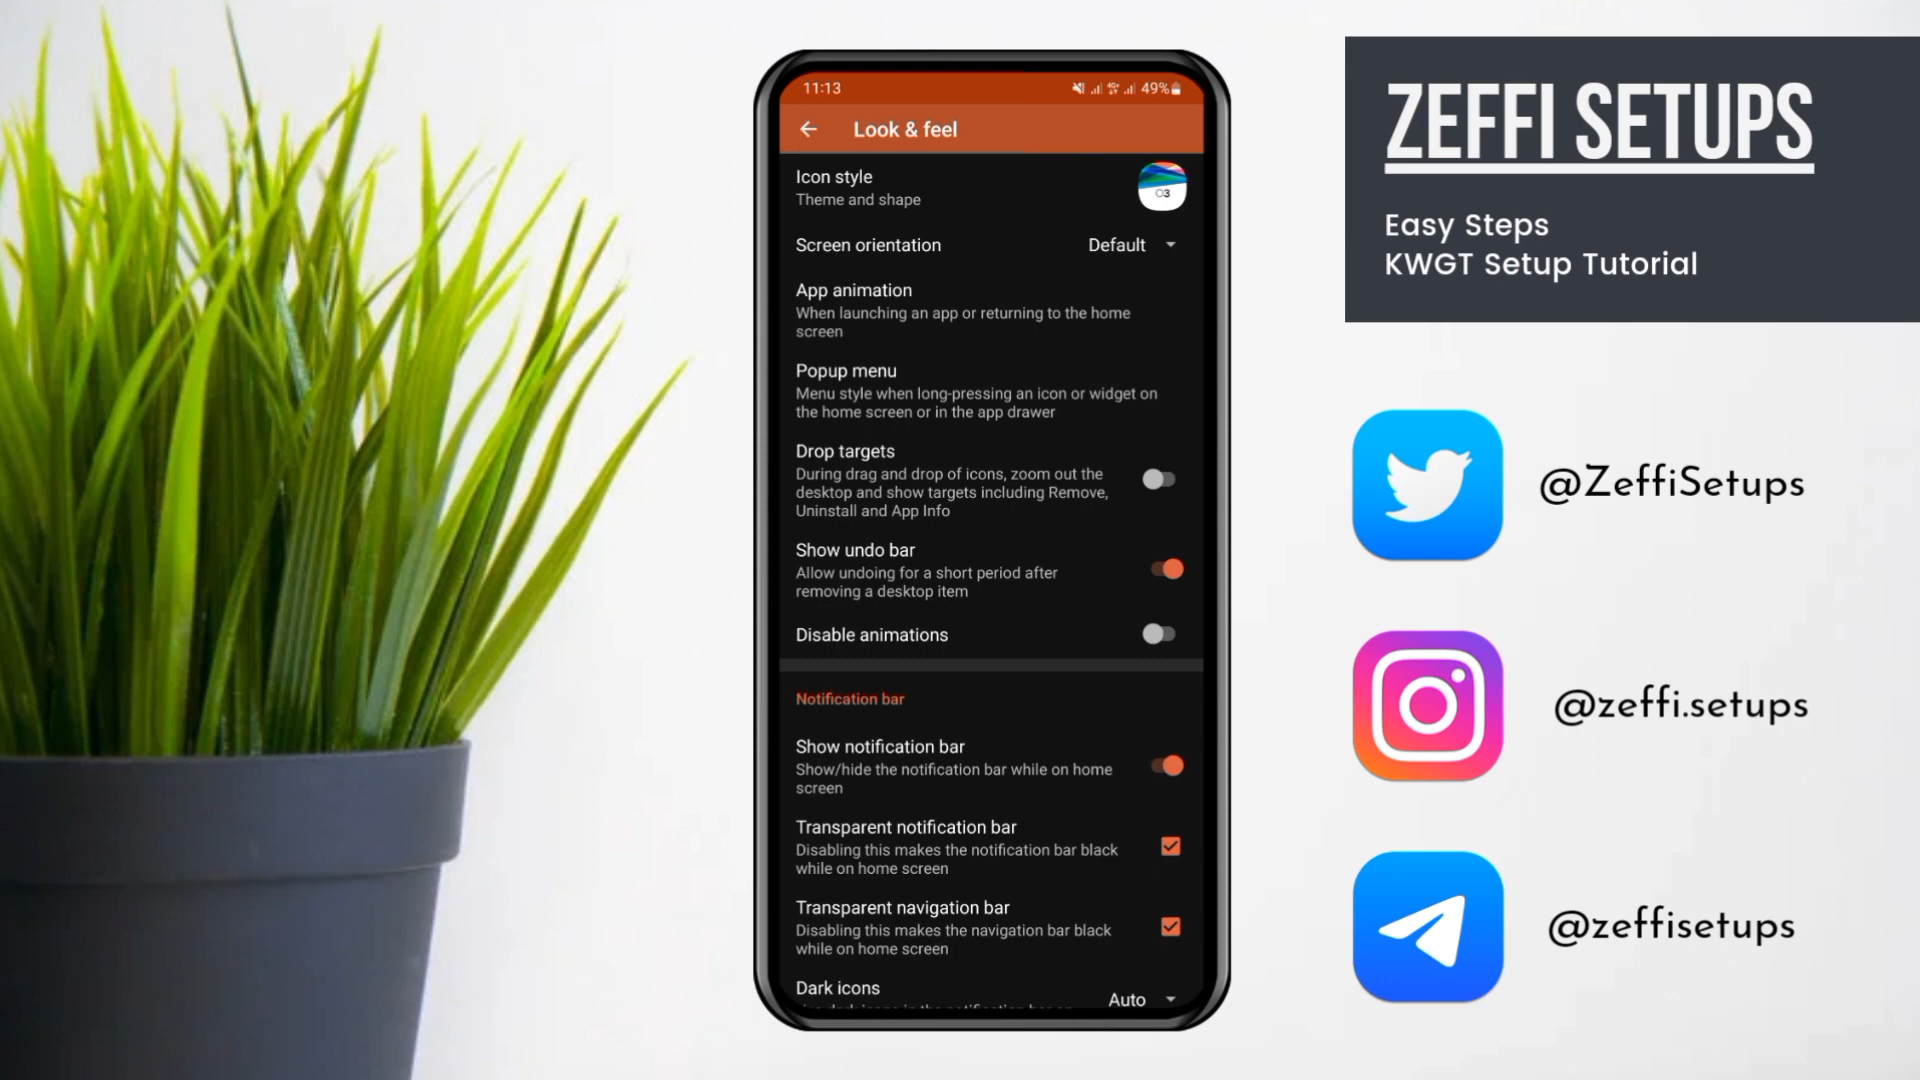 11:13
49%
Look & feel
Icon style
Theme and shape
O3
Screen orientation
Default
App animation
When launching an app or returning to the home
screen
Popup menu
Menu style when long-pressing an icon or widget on
the home screen or in the app drawer
Drop targets
During drag and drop of icons, zoom out the
desktop and show targets including Remove,
Uninstall and App Info
Show undo bar
Allow undoing for a short period after
removing a desktop item
Disable animations
Notification bar
Show notification bar
Show/hide the notification bar while on home
screen
Transparent notification bar
Disabling this makes the notification bar black
while on home screen
Transparent navigation bar
Disabling this makes the navigation bar black
while on home screen
Dark icons
Auto
ZEFFI SETUPS
Easy Steps
KWGT Setup Tutorial
@ZeffiSetups
@zeffi.setups
@zeffisetups